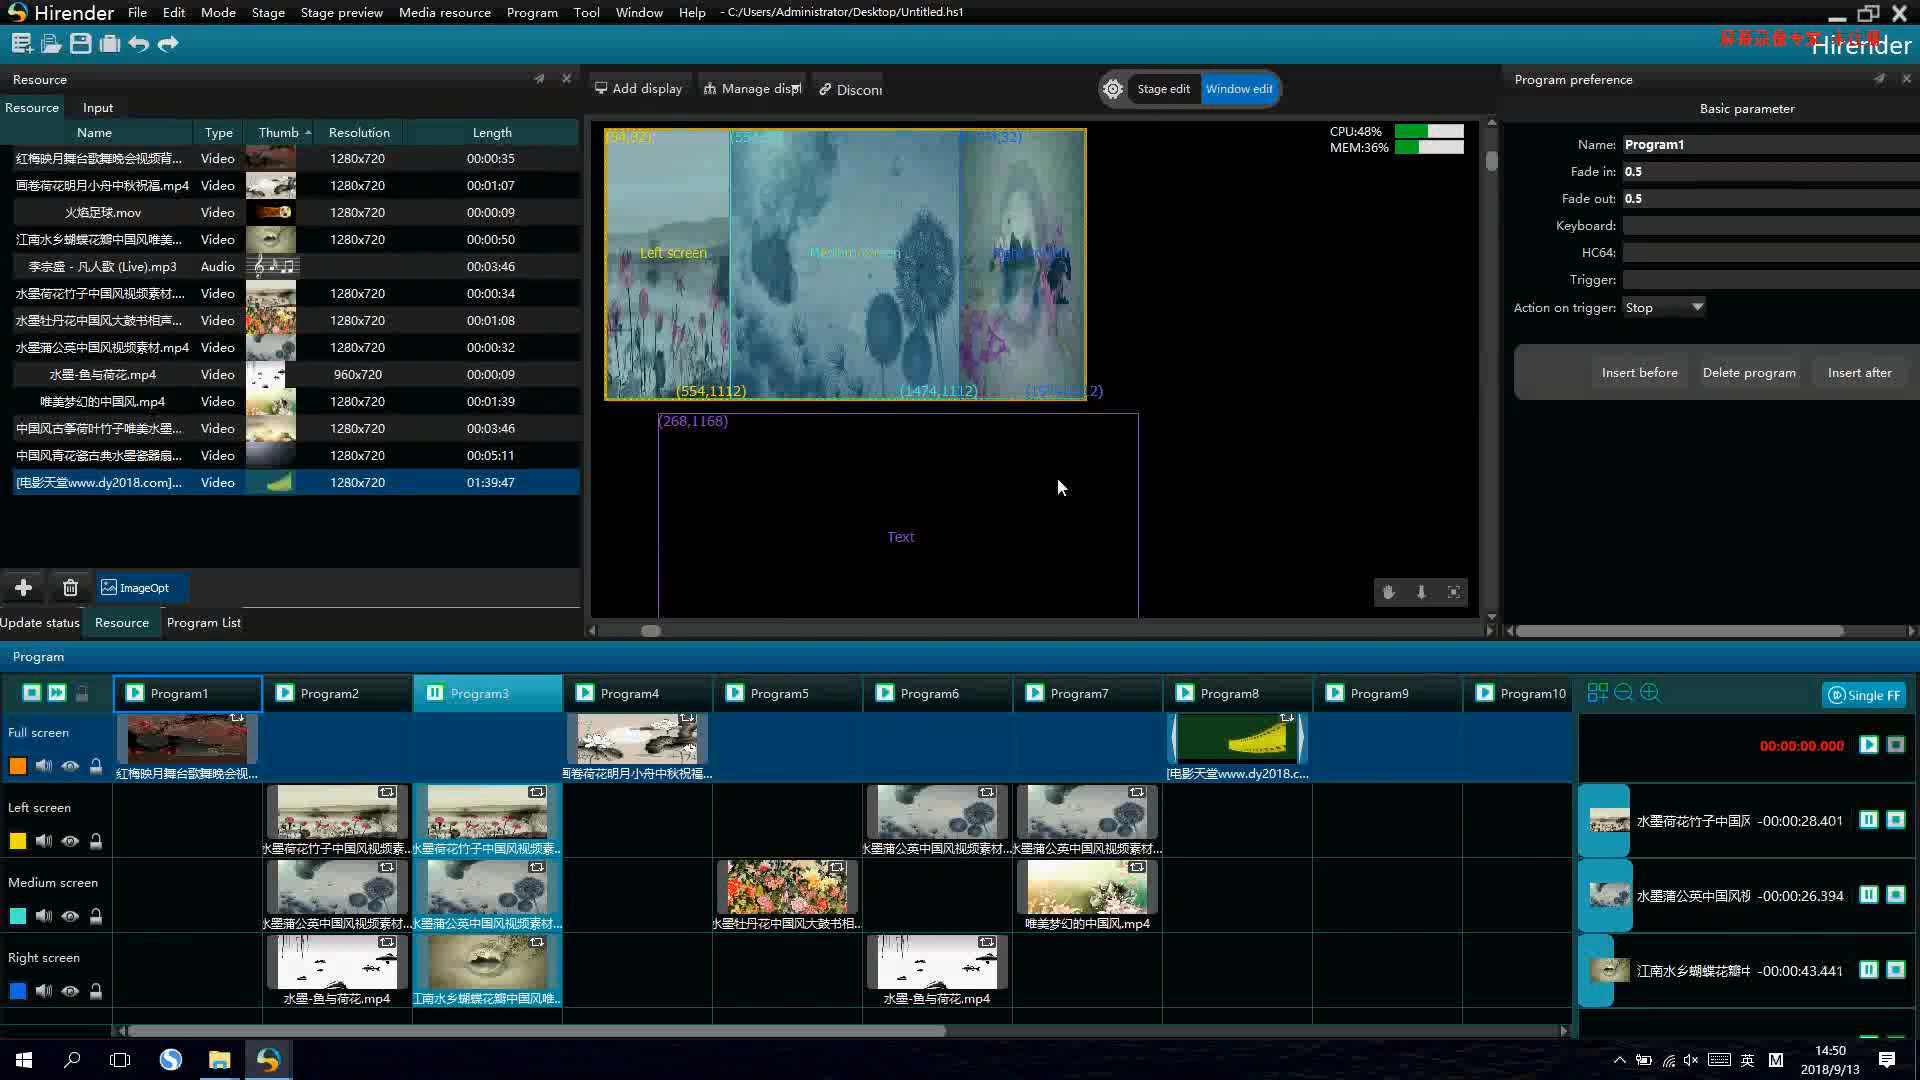 Hirender File Edit Mode Stage Stage preview Media resource Program Tool Window Help - C:/Users/Administrator/Desktop/Untitled.hs1
Hirender
Resource
Resource Input
Name Type Thumb Resolution Length
红梅映月舞台歌舞晚会视频背... Video 1280x720 00:00:35
画卷荷花明月小舟中秋祝福.mp4 Video 1280x720 00:01:07
火焰足球.mov Video 1280x720 00:00:09
江南水乡蝴蝶花瓣中国风唯美... Video 1280x720 00:00:50
李宗盛 - 凡人歌 (Live).mp3 Audio 00:03:46
水墨荷花竹子中国风视频素材.... Video 1280x720 00:00:34
水墨牡丹花中国风大鼓书相声... Video 1280x720 00:01:08
水墨蒲公英中国风视频素材.mp4 Video 1280x720 00:00:32
水墨-鱼与荷花.mp4 Video 960x720 00:00:09
唯美梦幻的中国风.mp4 Video 1280x720 00:01:39
中国风古筝荷叶竹子唯美水墨... Video 1280x720 00:03:46
中国风青花瓷古典水墨瓷器扇... Video 1280x720 00:05:11
[电影天堂www.dy2018.com]... Video 1280x720 01:39:47
ImageOpt
Update status Resource Program List
Add display Manage displ Disconn
Stage edit Window edit
CPU:48%
MEM:36%
(54,32)
Left screen
(554,1112) (1474,1112)
(268,1168)
Text
Program preference
Basic parameter
Name: Program1
Fade in: 0.5
Fade out: 0.5
Keyboard:
HC64:
Trigger:
Action on trigger: Stop
Insert before Delete program Insert after
Program
Program1 Program2 Program3 Program4 Program5 Program6 Program7 Program8 Program9 Program10 Single FF
Full screen
00:00:00.000
红梅映月舞台歌舞晚会视... 画卷荷花明月小舟中秋祝福... [电影天堂www.dy2018.c...
Left screen
水墨荷花竹子中国风 -00:00:28.401
水墨荷花竹子中国风视频素... 水墨荷花竹子中国风视频素... 水墨蒲公英中国风视频素材... 水墨蒲公英中国风视频素材...
Medium screen
水墨蒲公英中国风视 -00:00:26.394
水墨蒲公英中国风视频素材... 水墨蒲公英中国风视频素材... 水墨牡丹花中国风大鼓书相... 唯美梦幻的中国风.mp4
Right screen
江南水乡蝴蝶花瓣中 -00:00:43.441
水墨-鱼与荷花.mp4 江南水乡蝴蝶花瓣中国风唯... 水墨-鱼与荷花.mp4
英 M
14:50
2018/9/13